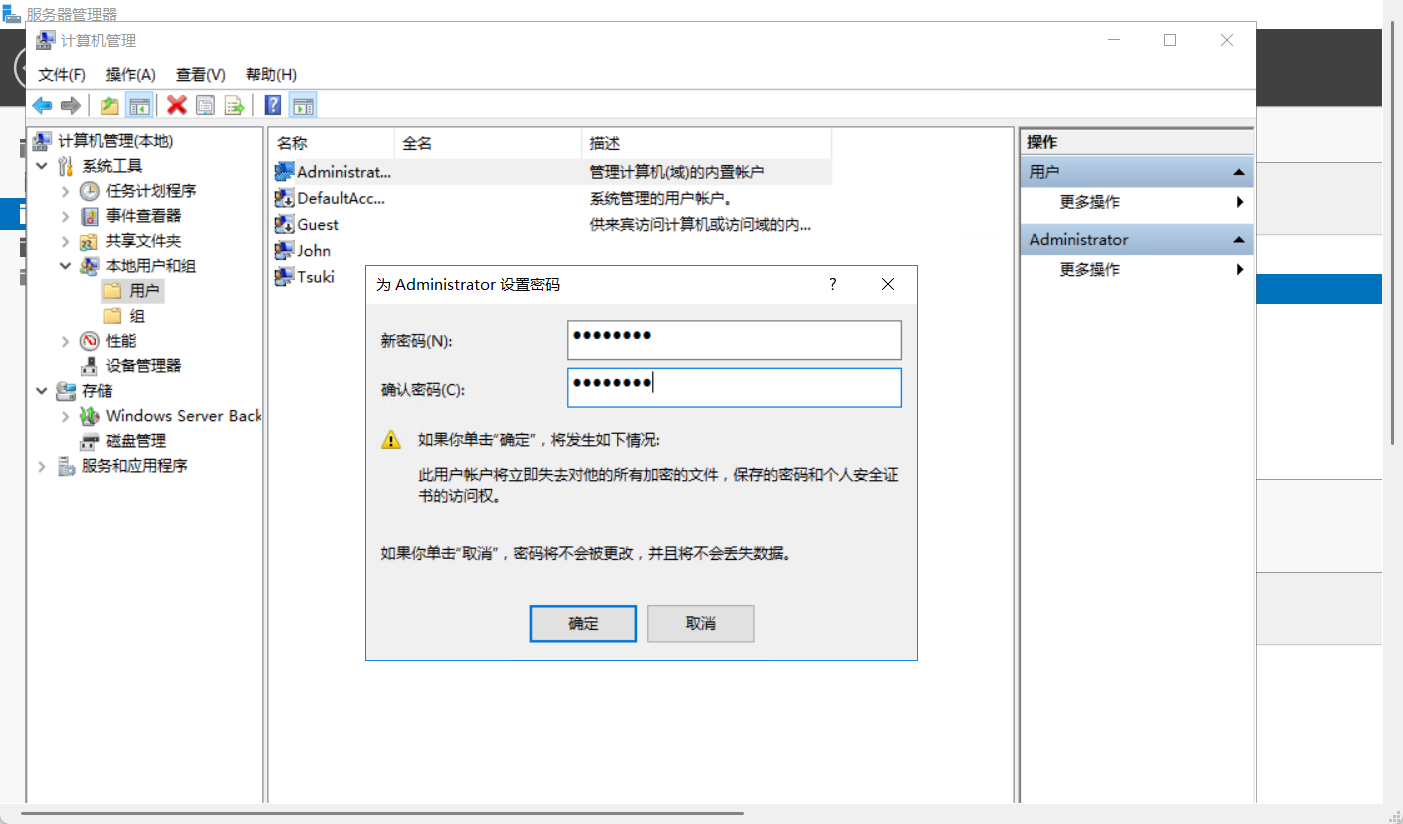 服务器管理器
计算机管理
文件(F) 操作(A) 查看(V) 帮助(H)
计算机管理(本地)
系统工具
任务计划程序
事件查看器
共享文件夹
本地用户和组
用户
组
性能
设备管理器
存储
Windows Server Back
磁盘管理
服务和应用程序
名称 全名 描述
Administrat... 管理计算机(域)的内置帐户
DefaultAcc... 系统管理的用户帐户。
Guest 供来宾访问计算机或访问域的内...
John
Tsuki
为 Administrator 设置密码 ?
新密码(N): ●●●●●●●●
确认密码(C): ●●●●●●●●
如果你单击“确定”，将发生如下情况:
此用户帐户将立即失去对他的所有加密的文件，保存的密码和个人安全证
书的访问权。
如果你单击“取消”，密码将不会被更改，并且将不会丢失数据。
确定 取消
操作
用户
更多操作
Administrator
更多操作